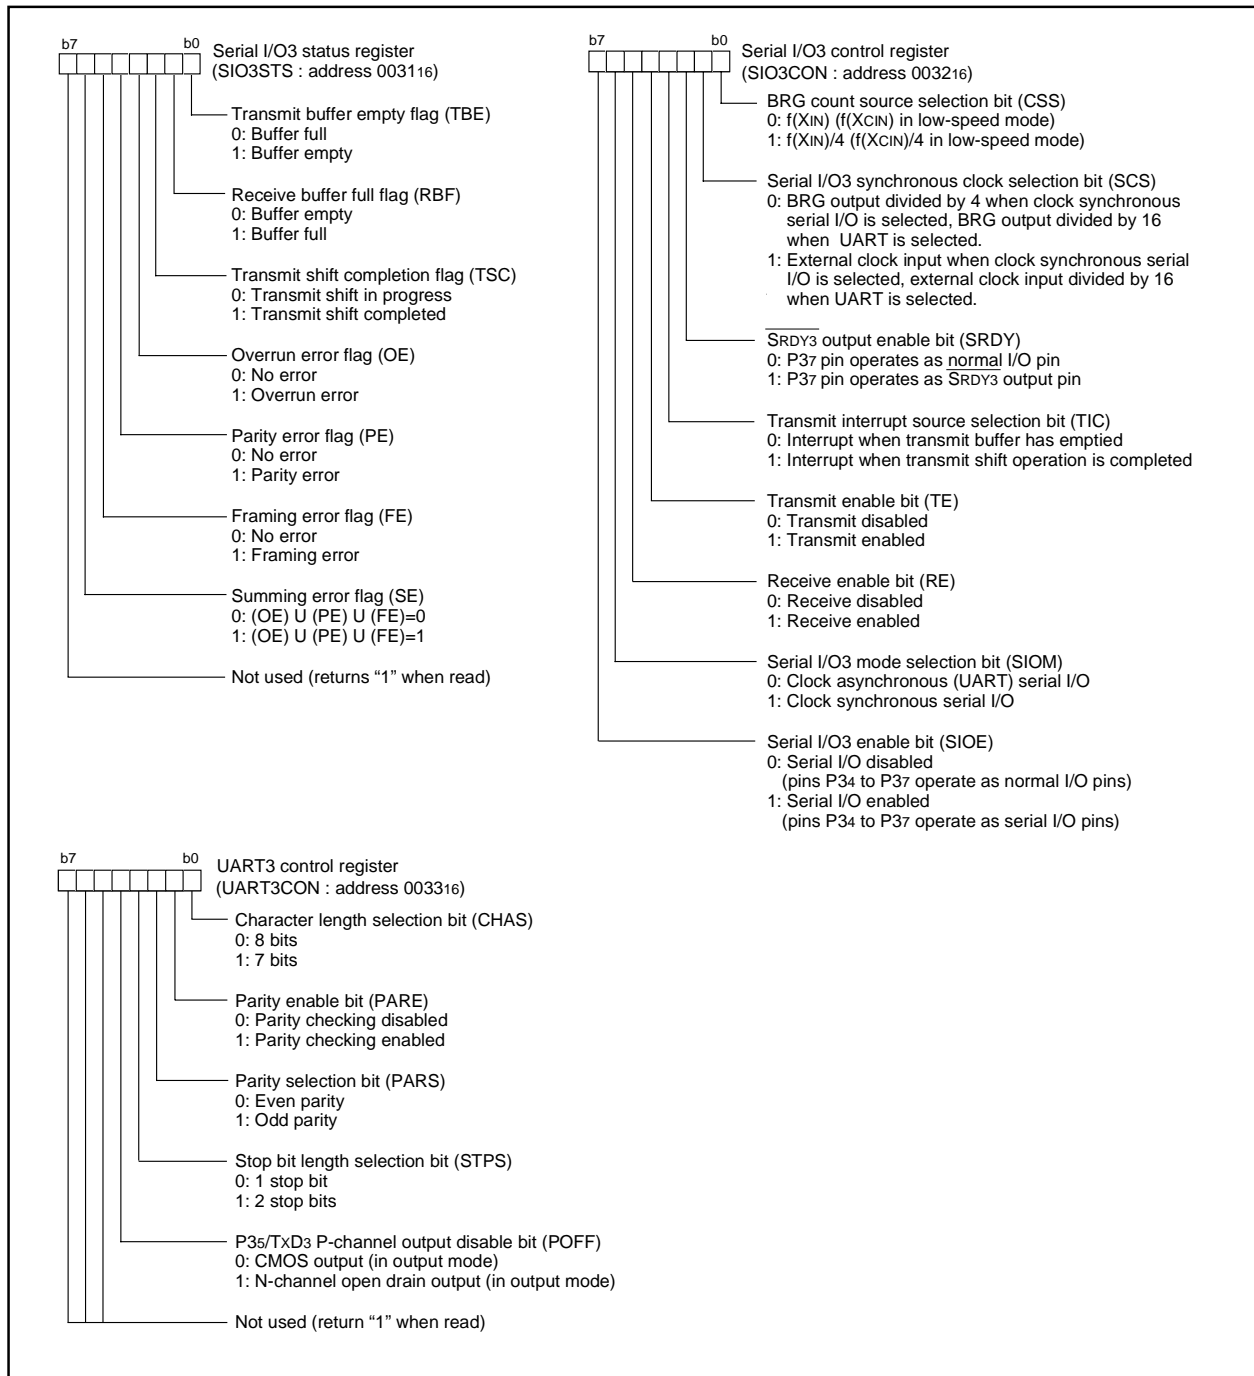 b7 b0
Serial I/O3 status register
(SIO3STS : address 003116)
Transmit buffer empty flag (TBE)
0: Buffer full
1: Buffer empty
Receive buffer full flag (RBF)
0: Buffer empty
1: Buffer full
Transmit shift completion flag (TSC)
0: Transmit shift in progress
1: Transmit shift completed
Overrun error flag (OE)
0: No error
1: Overrun error
Parity error flag (PE)
0: No error
1: Parity error
Framing error flag (FE)
0: No error
1: Framing error
Summing error flag (SE)
0: (OE) U (PE) U (FE)=0
1: (OE) U (PE) U (FE)=1
Not used (returns “1” when read)
b7 b0
Serial I/O3 control register
(SIO3CON : address 003216)
BRG count source selection bit (CSS)
0: f(XIN) (f(XCIN) in low-speed mode)
1: f(XIN)/4 (f(XCIN)/4 in low-speed mode)
Serial I/O3 synchronous clock selection bit (SCS)
0: BRG output divided by 4 when clock synchronous
serial I/O is selected, BRG output divided by 16
when UART is selected.
1: External clock input when clock synchronous serial
I/O is selected, external clock input divided by 16
when UART is selected.
SRDY3 output enable bit (SRDY)
0: P37 pin operates as normal I/O pin
1: P37 pin operates as SRDY3 output pin
Transmit interrupt source selection bit (TIC)
0: Interrupt when transmit buffer has emptied
1: Interrupt when transmit shift operation is completed
Transmit enable bit (TE)
0: Transmit disabled
1: Transmit enabled
Receive enable bit (RE)
0: Receive disabled
1: Receive enabled
Serial I/O3 mode selection bit (SIOM)
0: Clock asynchronous (UART) serial I/O
1: Clock synchronous serial I/O
Serial I/O3 enable bit (SIOE)
0: Serial I/O disabled
(pins P34 to P37 operate as normal I/O pins)
1: Serial I/O enabled
(pins P34 to P37 operate as serial I/O pins)
b7 b0
UART3 control register
(UART3CON : address 003316)
Character length selection bit (CHAS)
0: 8 bits
1: 7 bits
Parity enable bit (PARE)
0: Parity checking disabled
1: Parity checking enabled
Parity selection bit (PARS)
0: Even parity
1: Odd parity
Stop bit length selection bit (STPS)
0: 1 stop bit
1: 2 stop bits
P35/TXD3 P-channel output disable bit (POFF)
0: CMOS output (in output mode)
1: N-channel open drain output (in output mode)
Not used (return “1” when read)